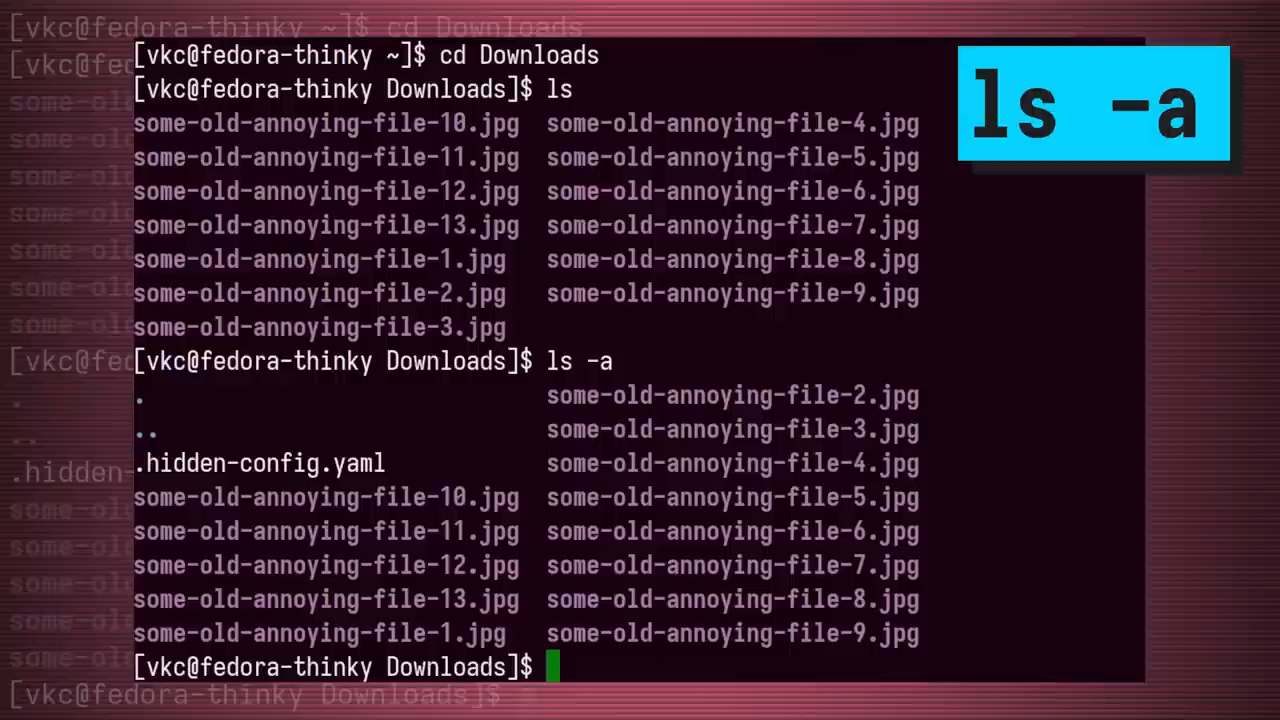 [vkc@fedora-thinky ~]$ cd Downloads
[vkc@fedora-thinky ~]$ cd Downloads
[vkc@fedora-thinky Downloads]$ ls
some-old-annoying-file-10.jpg some-old-annoying-file-4.jpg
some-old-annoying-file-11.jpg some-old-annoying-file-5.jpg
some-old-annoying-file-12.jpg some-old-annoying-file-6.jpg
some-old-annoying-file-13.jpg some-old-annoying-file-7.jpg
some-old-annoying-file-1.jpg some-old-annoying-file-8.jpg
some-old-annoying-file-2.jpg some-old-annoying-file-9.jpg
some-old-annoying-file-3.jpg
[vkc@fedora-thinky Downloads]$ ls -a
. some-old-annoying-file-2.jpg
.. some-old-annoying-file-3.jpg
.hidden-config.yaml some-old-annoying-file-4.jpg
some-old-annoying-file-10.jpg some-old-annoying-file-5.jpg
some-old-annoying-file-11.jpg some-old-annoying-file-6.jpg
some-old-annoying-file-12.jpg some-old-annoying-file-7.jpg
some-old-annoying-file-13.jpg some-old-annoying-file-8.jpg
some-old-annoying-file-1.jpg some-old-annoying-file-9.jpg
[vkc@fedora-thinky Downloads]$
[vkc@fedora-thinky Downloads]$
ls -a